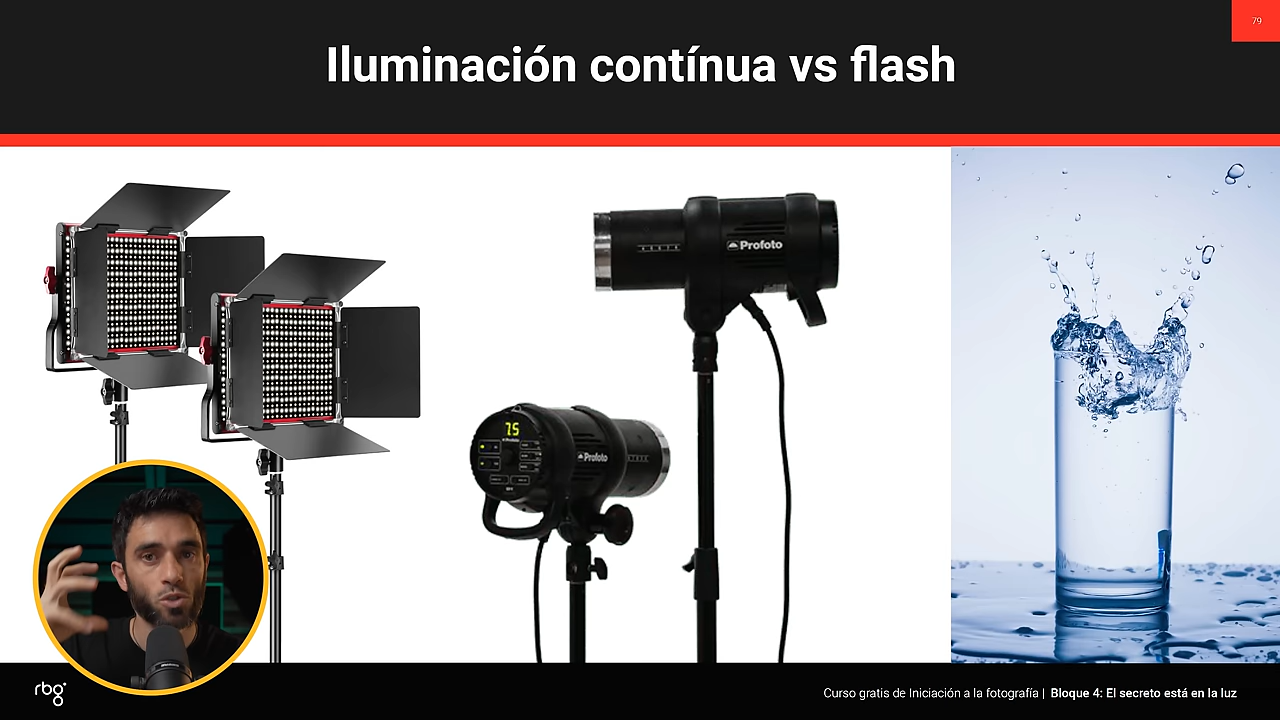 79
Iluminación contínua vs flash
Profoto
75
Profoto
Profoto
rbg
Curso gratis de Iniciación a la fotografía | Bloque 4: El secreto está en la luz